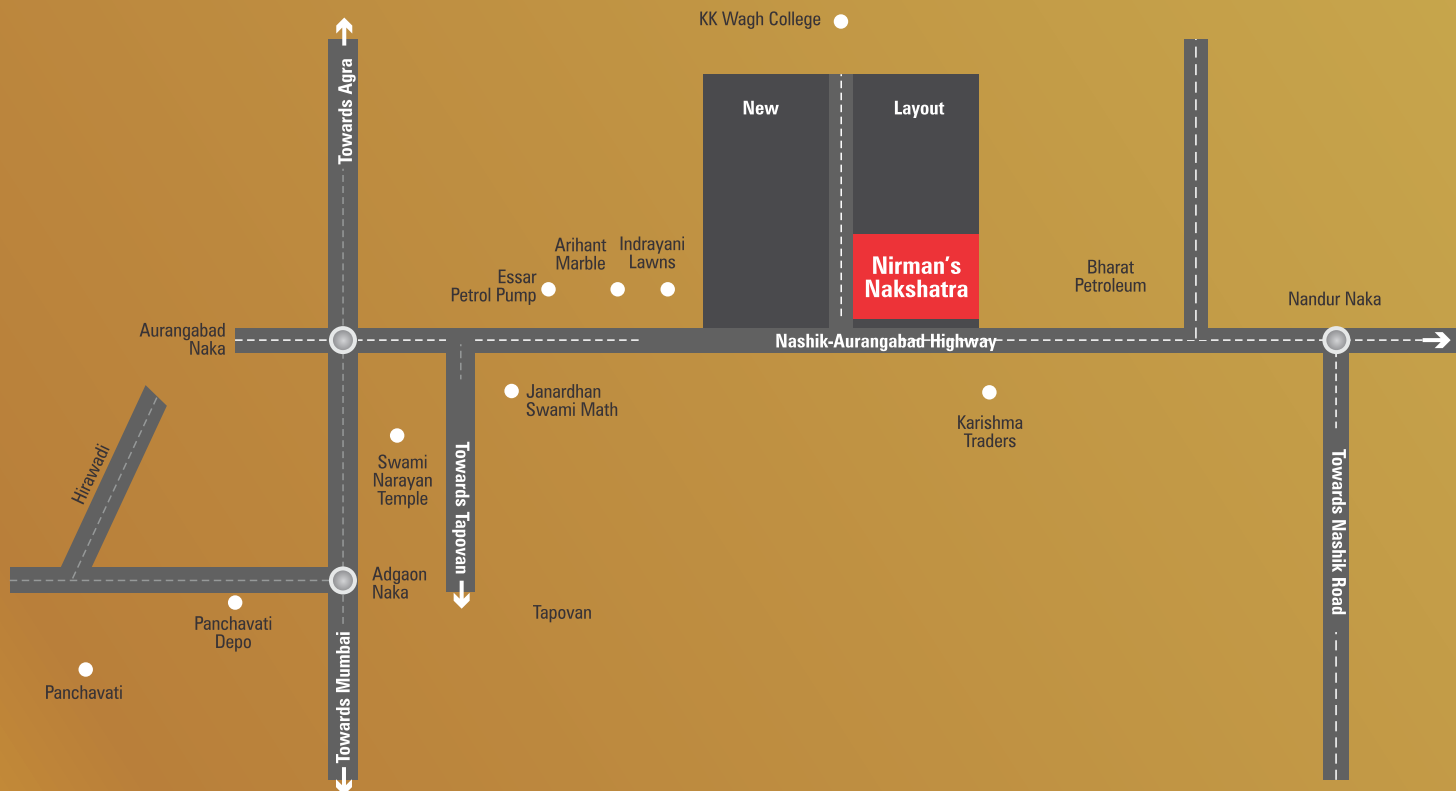 KK Wagh College
Towards Agra
New
Layout
Arihant
Marble
Indrayani
Lawns
Essar
Petrol Pump
Nirman's
Nakshatra
Bharat
Petroleum
Nandur Naka
Aurangabad
Naka
Nashik-Aurangabad Highway
Janardhan
Swami Math
Karishma
Traders
Hirawadi
Swami
Narayan
Temple
Towards Tapovan
Towards Nashik Road
Adgaon
Naka
Tapovan
Panchavati
Depo
Towards Mumbai
Panchavati